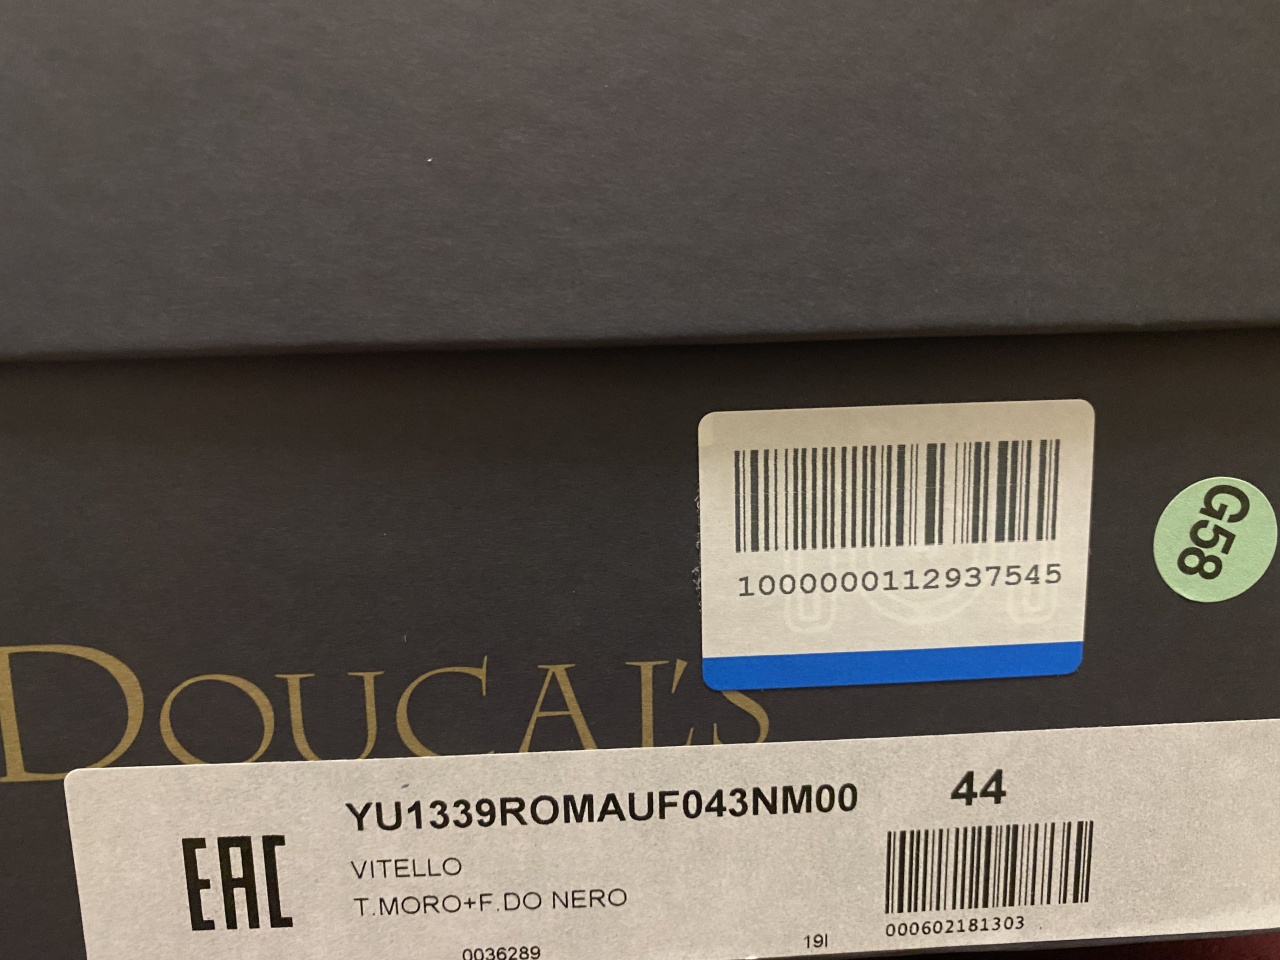 1000000112937545
G58
DOUCAL'S
YU1339ROMAUF043NM00
44
EAC
VITELLO
T.MORO+F.DO NERO
000602181303
0036289
19I